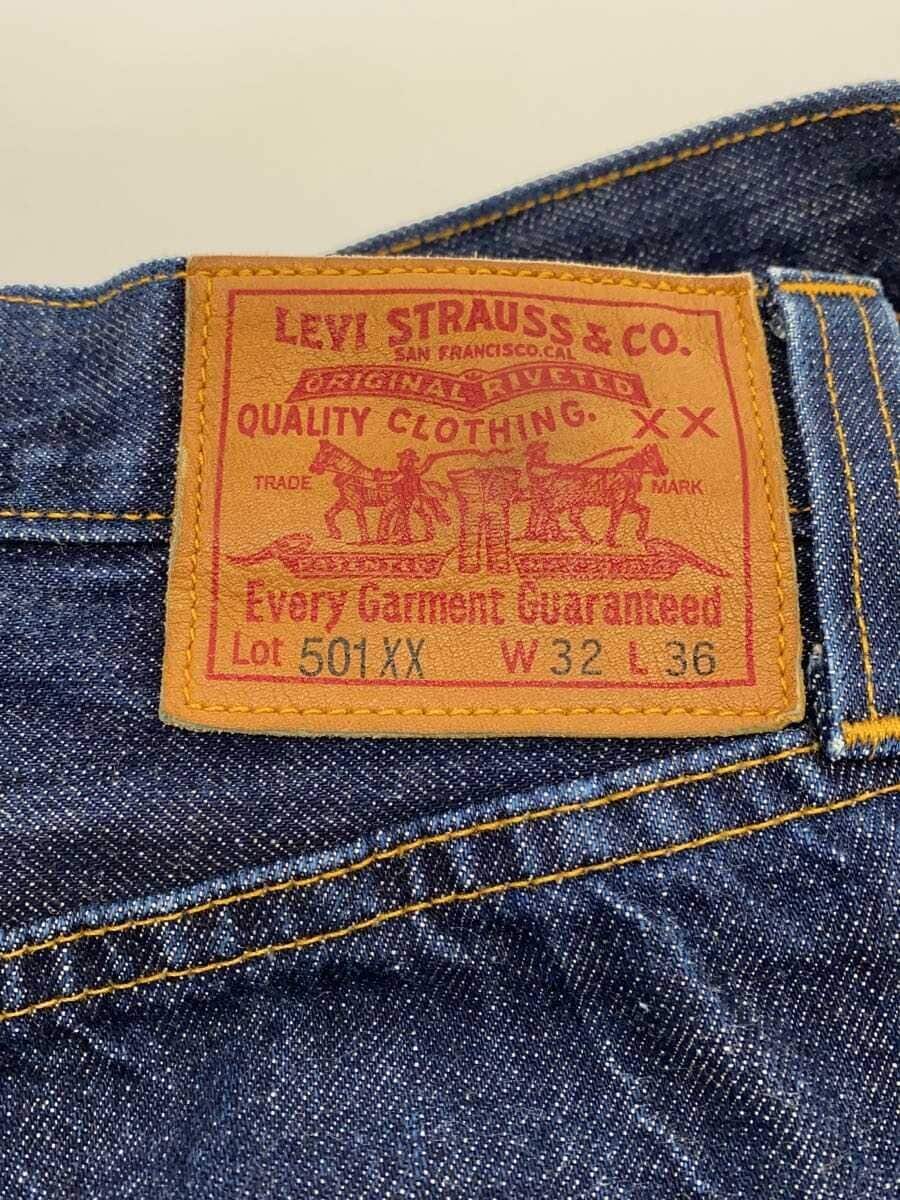 LEVI STRAUSS & CO.
SAN FRANCISCO. CAL
ORIGINAL RIVETED
QUALITY CLOTHING. XX
TRADE MARK
PATENTED
Every Garment Guaranteed
Lot 501XX W 32 L 36